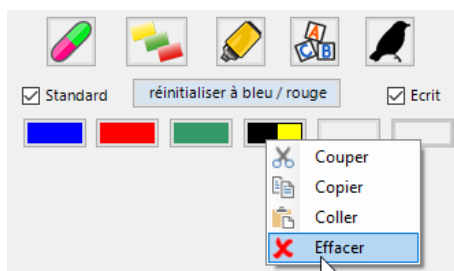 A
C B
Standard
réinitialiser à bleu / rouge
Ecrit
Couper
Copier
Coller
Effacer